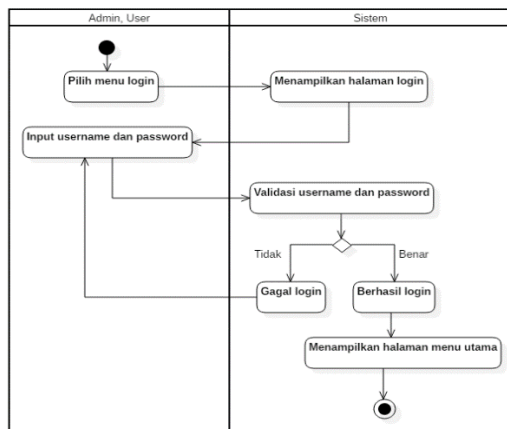 Admin, User
Sistem
Pilih menu login
Menampilkan halaman login
Input username dan password
Validasi username dan password
Tidak
Benar
Gagal login
Berhasil login
Menampilkan halaman menu utama